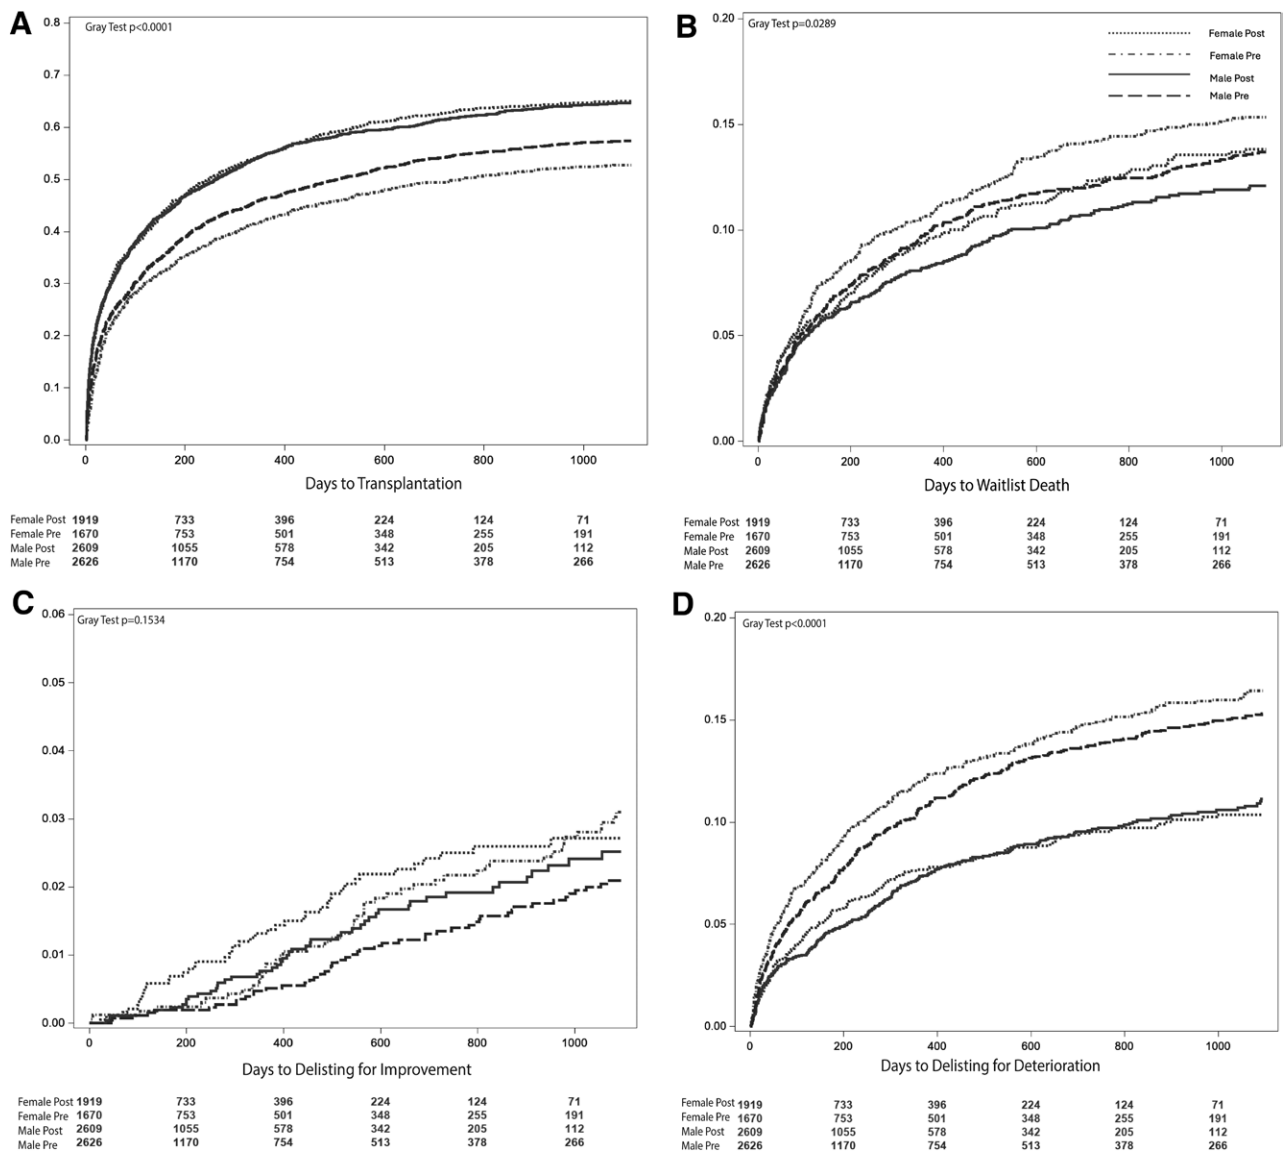 A
Gray Test p<0.0001
0.8
0.7
0.6
0.5
0.4
0.3
0.2
0.1
0.0
0 200 400 600 800 1000
Days to Transplantation
Female Post 1919 733 396 224 124 71
Female Pre 1670 753 501 348 255 191
Male Post 2609 1055 578 342 205 112
Male Pre 2626 1170 754 513 378 266
B
Gray Test p=0.0289
Female Post
Female Pre
Male Post
Male Pre
0.20
0.15
0.10
0.05
0.00
0 200 400 600 800 1000
Days to Waitlist Death
Female Post 1919 733 396 224 124 71
Female Pre 1670 753 501 348 255 191
Male Post 2609 1055 578 342 205 112
Male Pre 2626 1170 754 513 378 266
C
Gray Test p=0.1534
0.06
0.05
0.04
0.03
0.02
0.01
0.00
0 200 400 600 800 1000
Days to Delisting for Improvement
Female Post 1919 733 396 224 124 71
Female Pre 1670 753 501 348 255 191
Male Post 2609 1055 578 342 205 112
Male Pre 2626 1170 754 513 378 266
D
Gray Test p<0.0001
0.20
0.15
0.10
0.05
0.00
0 200 400 600 800 1000
Days to Delisting for Deterioration
Female Post 1919 733 396 224 124 71
Female Pre 1670 753 501 348 255 191
Male Post 2609 1055 578 342 205 112
Male Pre 2626 1170 754 513 378 266